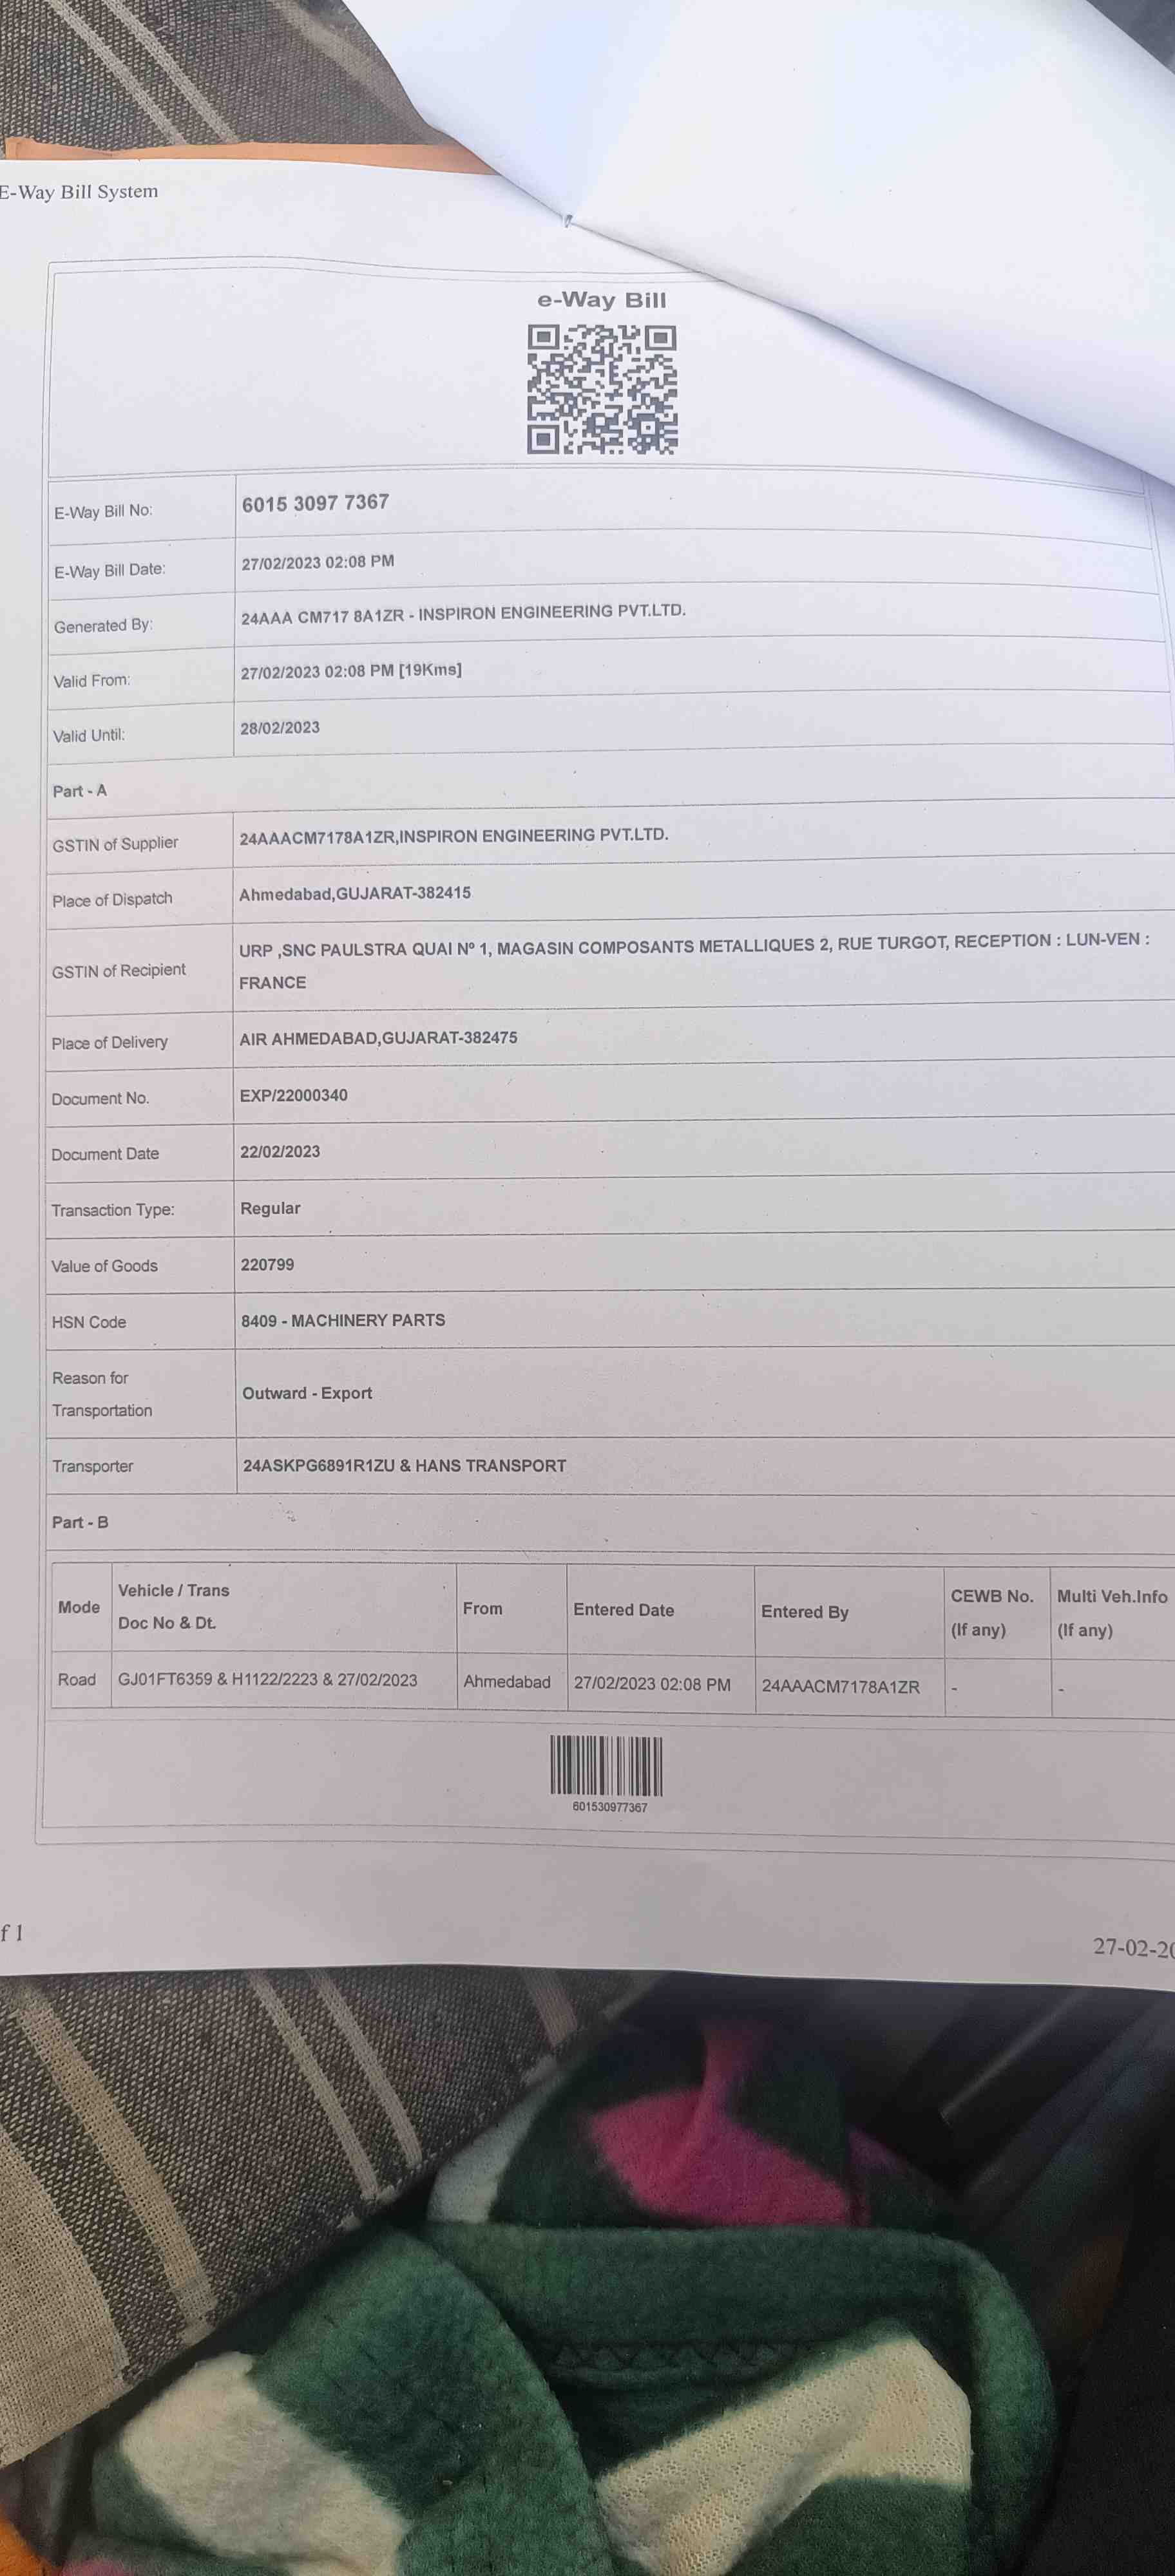 E-Way Bill System
e-Way Bill
E-Way Bill No: 6015 3097 7367
E-Way Bill Date: 27/02/2023 02:08 PM
Generated By: 24AAA CM717 8A1ZR - INSPIRON ENGINEERING PVT.LTD.
Valid From: 27/02/2023 02:08 PM [19Kms]
Valid Until: 28/02/2023
Part - A
GSTIN of Supplier 24AAACM7178A1ZR,INSPIRON ENGINEERING PVT.LTD.
Place of Dispatch Ahmedabad,GUJARAT-382415
GSTIN of Recipient URP ,SNC PAULSTRA QUAI Nº 1, MAGASIN COMPOSANTS METALLIQUES 2, RUE TURGOT, RECEPTION : LUN-VEN :
FRANCE
Place of Delivery AIR AHMEDABAD,GUJARAT-382475
Document No. EXP/22000340
Document Date 22/02/2023
Transaction Type: Regular
Value of Goods 220799
HSN Code 8409 - MACHINERY PARTS
Reason for
Transportation Outward - Export
Transporter 24ASKPG6891R1ZU & HANS TRANSPORT
Part - B
Mode Vehicle / Trans Doc No & Dt. From Entered Date Entered By CEWB No. (If any) Multi Veh.Info (If any)
Road GJ01FT6359 & H1122/2223 & 27/02/2023 Ahmedabad 27/02/2023 02:08 PM 24AAACM7178A1ZR - -
601530977367
f 1
27-02-20